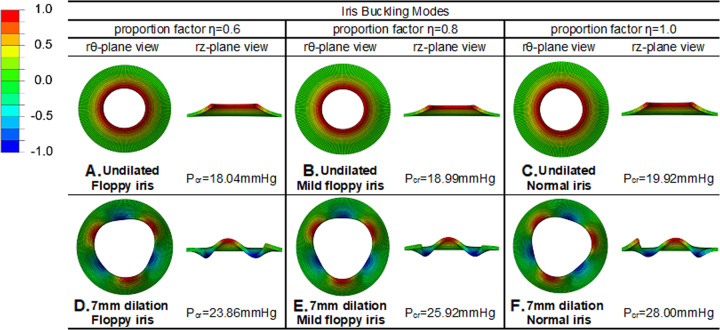 Iris Buckling Modes
proportion factor η=0.6 proportion factor η=0.8 proportion factor η=1.0
rθ-plane view rz-plane view rθ-plane view rz-plane view rθ-plane view rz-plane view
1.0
0.5
0.0
-0.5
-1.0
A. Undilated
Floppy iris
Pcr=18.04mmHg
B. Undilated
Mild floppy iris
Pcr=18.99mmHg
C. Undilated
Normal iris
Pcr=19.92mmHg
D. 7mm dilation
Floppy iris
Pcr=23.86mmHg
E. 7mm dilation
Mild floppy iris
Pcr=25.92mmHg
F. 7mm dilation
Normal iris
Pcr=28.00mmHg